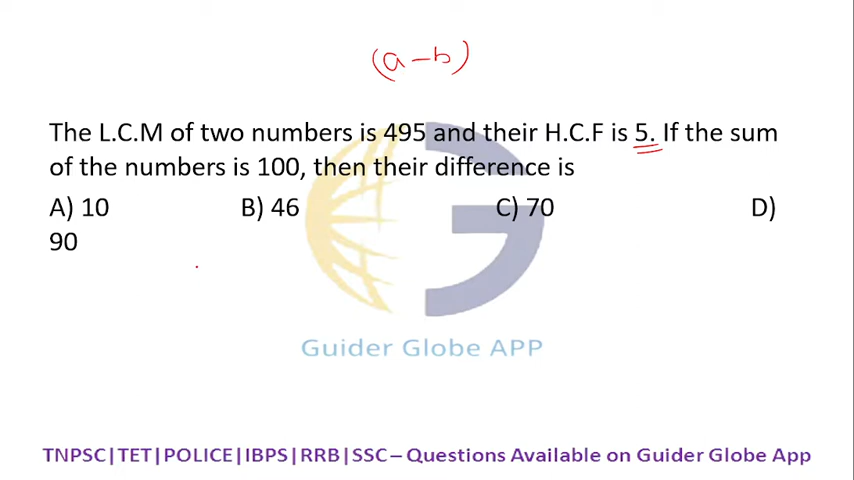 (a-b)
The L.C.M of two numbers is 495 and their H.C.F is 5. If the sum
of the numbers is 100, then their difference is
A) 10 B) 46 C) 70 D)
90
Guider Globe APP
TNPSC|TET|POLICE|IBPS|RRB|SSC – Questions Available on Guider Globe App